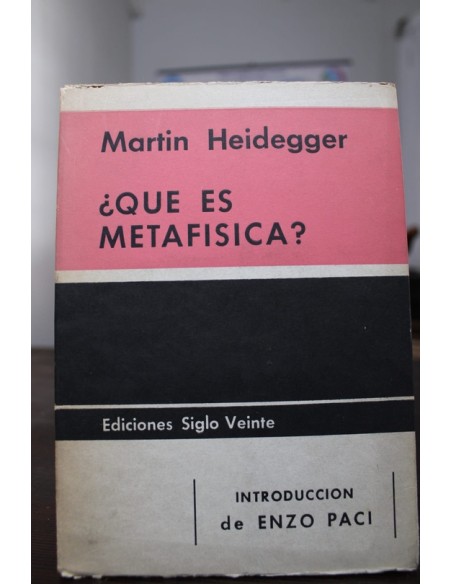 Martin Heidegger
¿QUE ES
METAFISICA?
Ediciones Siglo Veinte
INTRODUCCION
de ENZO PACI